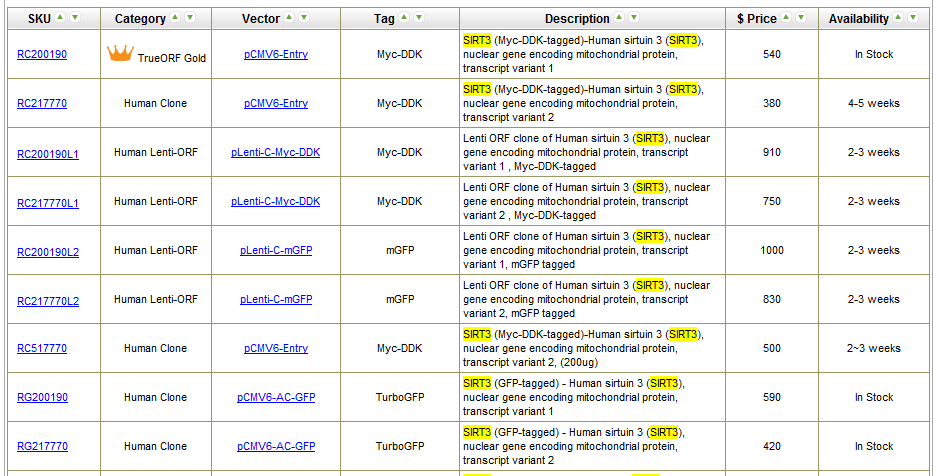 SKU Category Vector Tag Description $ Price Availability
RC200190 TrueORF Gold pCMV6-Entry Myc-DDK SIRT3 (Myc-DDK-tagged)-Human sirtuin 3 (SIRT3),
nuclear gene encoding mitochondrial protein,
transcript variant 1 540 In Stock
RC217770 Human Clone pCMV6-Entry Myc-DDK SIRT3 (Myc-DDK-tagged)-Human sirtuin 3 (SIRT3),
nuclear gene encoding mitochondrial protein,
transcript variant 2 380 4-5 weeks
RC200190L1 Human Lenti-ORF pLenti-C-Myc-DDK Myc-DDK Lenti ORF clone of Human sirtuin 3 (SIRT3), nuclear
gene encoding mitochondrial protein, transcript
variant 1 , Myc-DDK-tagged 910 2-3 weeks
RC217770L1 Human Lenti-ORF pLenti-C-Myc-DDK Myc-DDK Lenti ORF clone of Human sirtuin 3 (SIRT3), nuclear
gene encoding mitochondrial protein, transcript
variant 2 , Myc-DDK-tagged 750 2-3 weeks
RC200190L2 Human Lenti-ORF pLenti-C-mGFP mGFP Lenti ORF clone of Human sirtuin 3 (SIRT3), nuclear
gene encoding mitochondrial protein, transcript
variant 1, mGFP tagged 1000 2-3 weeks
RC217770L2 Human Lenti-ORF pLenti-C-mGFP mGFP Lenti ORF clone of Human sirtuin 3 (SIRT3), nuclear
gene encoding mitochondrial protein, transcript
variant 2, mGFP tagged 830 2-3 weeks
RC517770 Human Clone pCMV6-Entry Myc-DDK SIRT3 (Myc-DDK-tagged)-Human sirtuin 3 (SIRT3),
nuclear gene encoding mitochondrial protein,
transcript variant 2, (200ug) 500 2~3 weeks
RG200190 Human Clone pCMV6-AC-GFP TurboGFP SIRT3 (GFP-tagged) - Human sirtuin 3 (SIRT3),
nuclear gene encoding mitochondrial protein,
transcript variant 1 590 In Stock
RG217770 Human Clone pCMV6-AC-GFP TurboGFP SIRT3 (GFP-tagged) - Human sirtuin 3 (SIRT3),
nuclear gene encoding mitochondrial protein,
transcript variant 2 420 In Stock